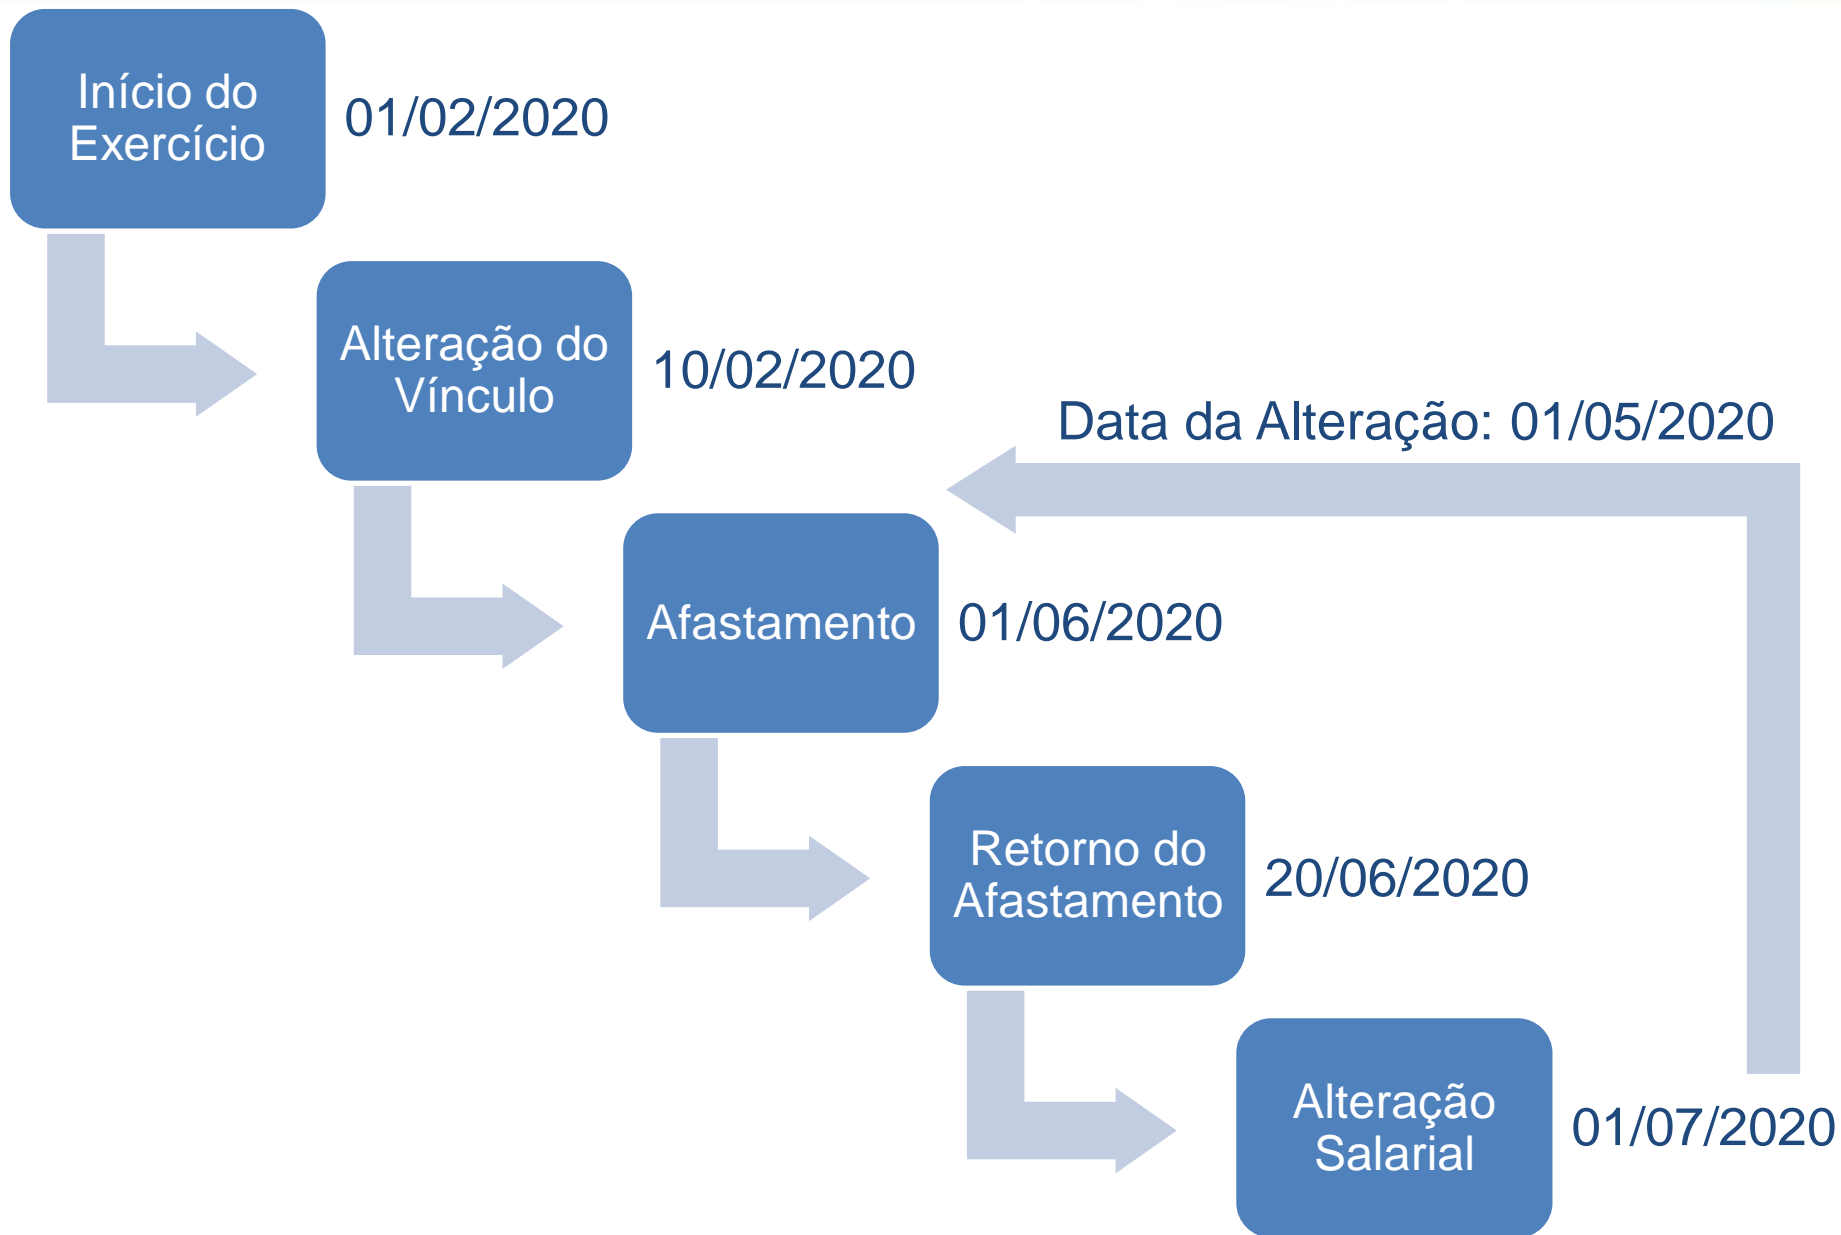 Início do
Exercício
01/02/2020
Alteração do
Vínculo
10/02/2020
Data da Alteração: 01/05/2020
Afastamento
01/06/2020
Retorno do
Afastamento
20/06/2020
Alteração
Salarial
01/07/2020